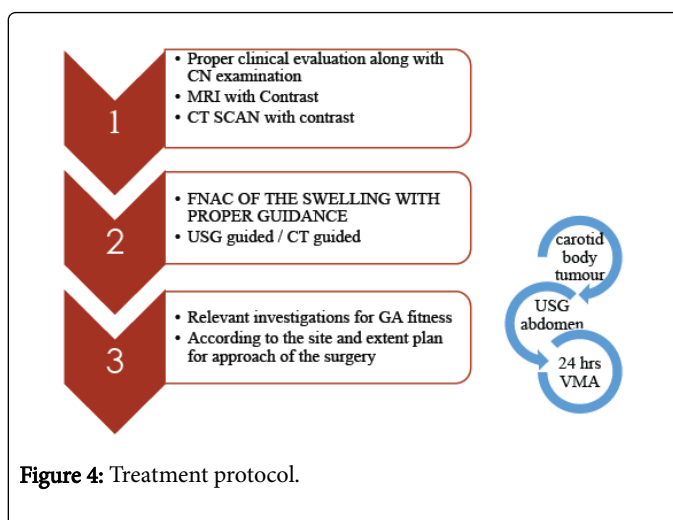 1
• Proper clinical evaluation along with
CN examination
• MRI with Contrast
• CT SCAN with contrast
2
• FNAC OF THE SWELLING WITH
PROPER GUIDANCE
• USG guided / CT guided
3
• Relevant investigations for GA fitness
• According to the site and extent plan
for approach of the surgery
carotid
body
tumour
USG
abdomen
24 hrs
VMA
Figure 4: Treatment protocol.